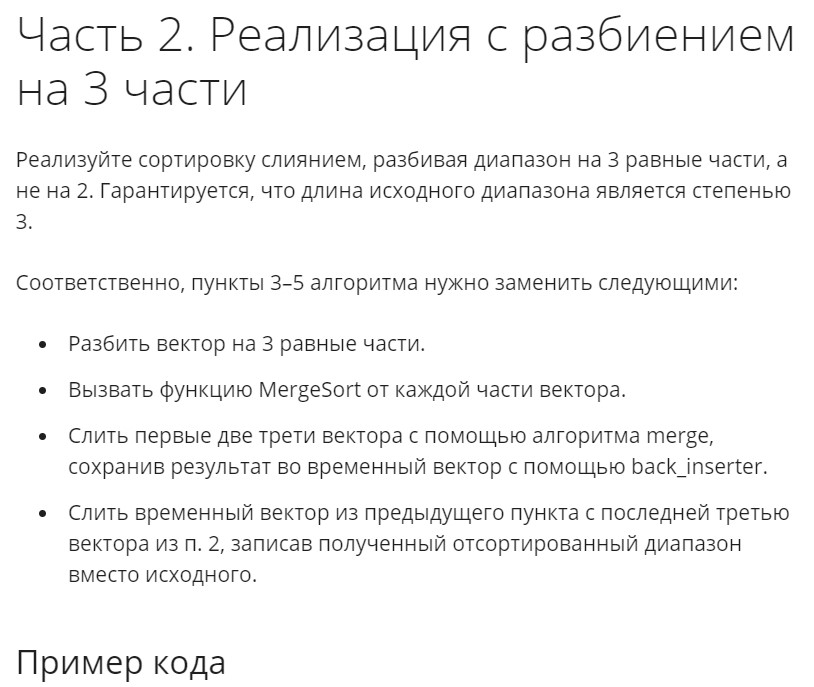 Часть 2. Реализация с разбиением
на 3 части
Реализуйте сортировку слиянием, разбивая диапазон на 3 равные части, а
не на 2. Гарантируется, что длина исходного диапазона является степенью
3.
Соответственно, пункты 3–5 алгоритма нужно заменить следующими:
• Разбить вектор на 3 равные части.
• Вызвать функцию MergeSort от каждой части вектора.
• Слить первые две трети вектора с помощью алгоритма merge,
сохранив результат во временный вектор с помощью back_inserter.
• Слить временный вектор из предыдущего пункта с последней третью
вектора из п. 2, записав полученный отсортированный диапазон
вместо исходного.
Пример кода